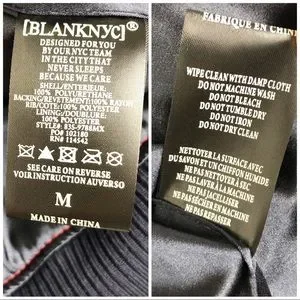 [BLANKNYC]®
DESIGNED FOR YOU
BY OUR NYC TEAM
IN THE CITY THAT
NEVER SLEEPS
BECAUSE WE CARE
SHELL/ENTERIEUR:
100% POLYURETHANE
BACKING/REVETEMENT:100% RAYON
RIB/COTE:100% POLYESTER
LINING/DOUBLURE:
100% POLYESTER
STYLE: #83S-9788MX
PO# 102180
RN# 114542
SEE CARE ON REVERSE
VOIR INSTRUCTION AUVERSO
M
MADE IN CHINA
FABRIQUE EN CHINE
WIPE CLEAN WITH DAMP CLOTH
DO NOT MACHINE WASH
DO NOT BLEACH
DO NOT TUMBLE DRY
DO NOT IRON
DO NOT DRY CLEAN
NETTOYER LA SURFACE AVEC
DU SAVON ET UN CHIFFON HUMIDE
NE PAS NETTOYER À SEC
NE PAS LAVER À LA MACHINE
NE PAS JAVELLISER
NE PAS SÉCHER EN MACHINE
NE PAS REPASSER